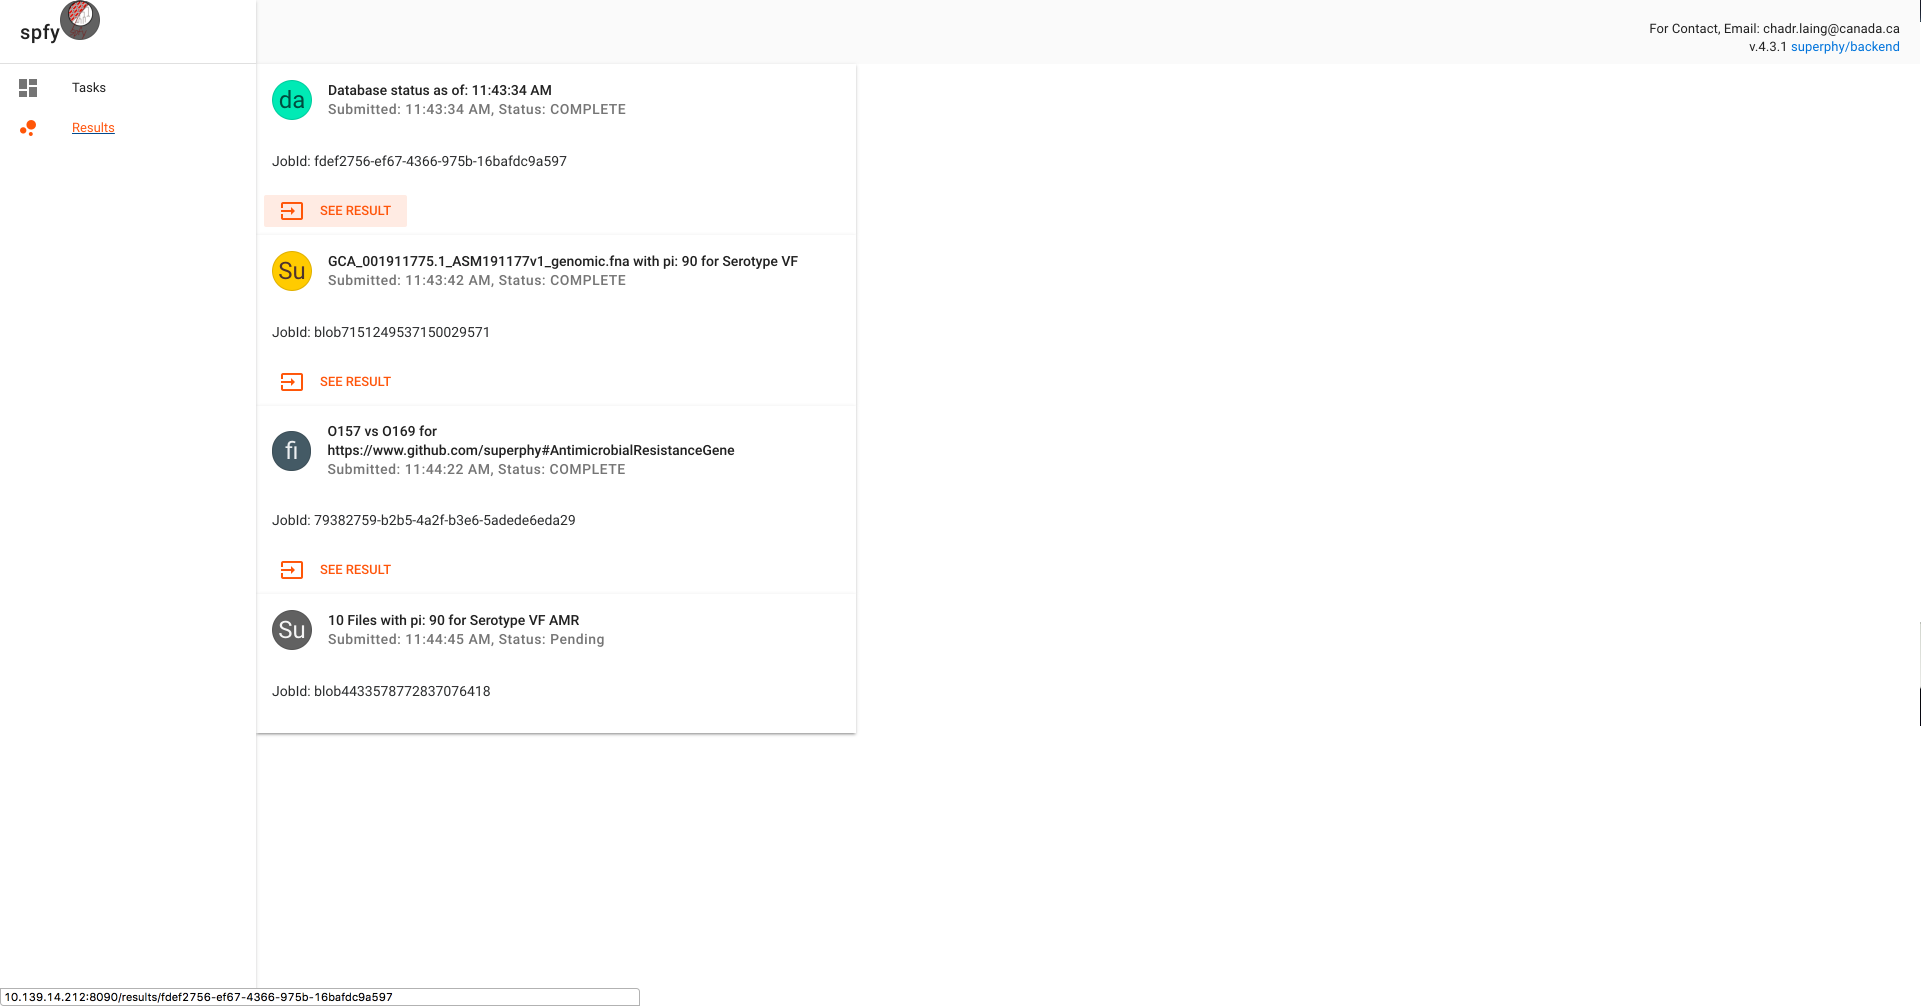 spfy
For Contact, Email: chadr.laing@canada.ca
v.4.3.1 superphy/backend
Tasks
Results
da
Database status as of: 11:43:34 AM
Submitted: 11:43:34 AM, Status: COMPLETE
JobId: fdef2756-ef67-4366-975b-16bafdc9a597
SEE RESULT
Su
GCA_001911775.1_ASM191177v1_genomic.fna with pi: 90 for Serotype VF
Submitted: 11:43:42 AM, Status: COMPLETE
JobId: blob7151249537150029571
SEE RESULT
fi
O157 vs O169 for
https://www.github.com/superphy#AntimicrobialResistanceGene
Submitted: 11:44:22 AM, Status: COMPLETE
JobId: 79382759-b2b5-4a2f-b3e6-5adede6eda29
SEE RESULT
Su
10 Files with pi: 90 for Serotype VF AMR
Submitted: 11:44:45 AM, Status: Pending
JobId: blob4433578772837076418
10.139.14.212:8090/results/fdef2756-ef67-4366-975b-16bafdc9a597